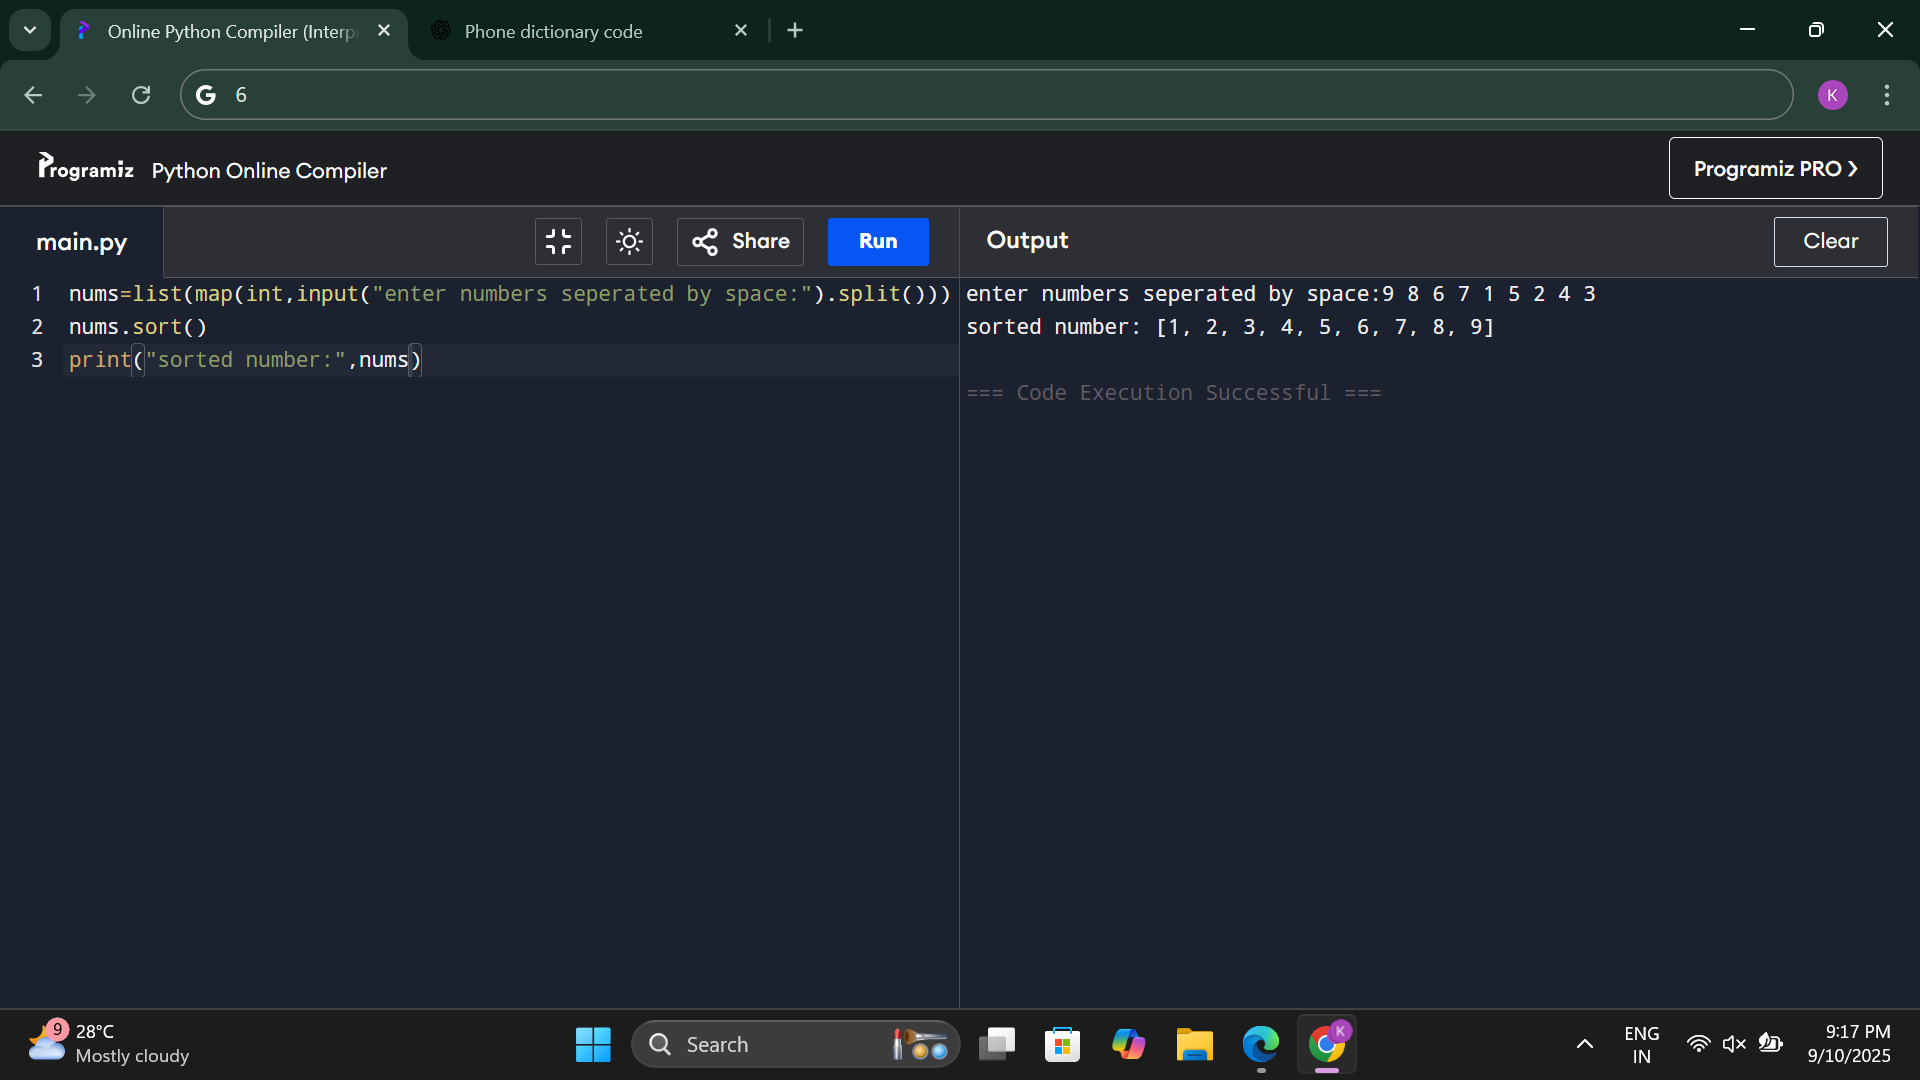 Online Python Compiler (Interp
Phone dictionary code
6
K
Programiz Python Online Compiler
Programiz PRO
main.py
Share
Run
Output
Clear
1 nums=list(map(int,input("enter numbers seperated by space:").split()))
2 nums.sort()
3 print("sorted number:",nums)
enter numbers seperated by space:9 8 6 7 1 5 2 4 3
sorted number: [1, 2, 3, 4, 5, 6, 7, 8, 9]
=== Code Execution Successful ===
9
28°C
Mostly cloudy
Search
K
ENG
IN
9:17 PM
9/10/2025